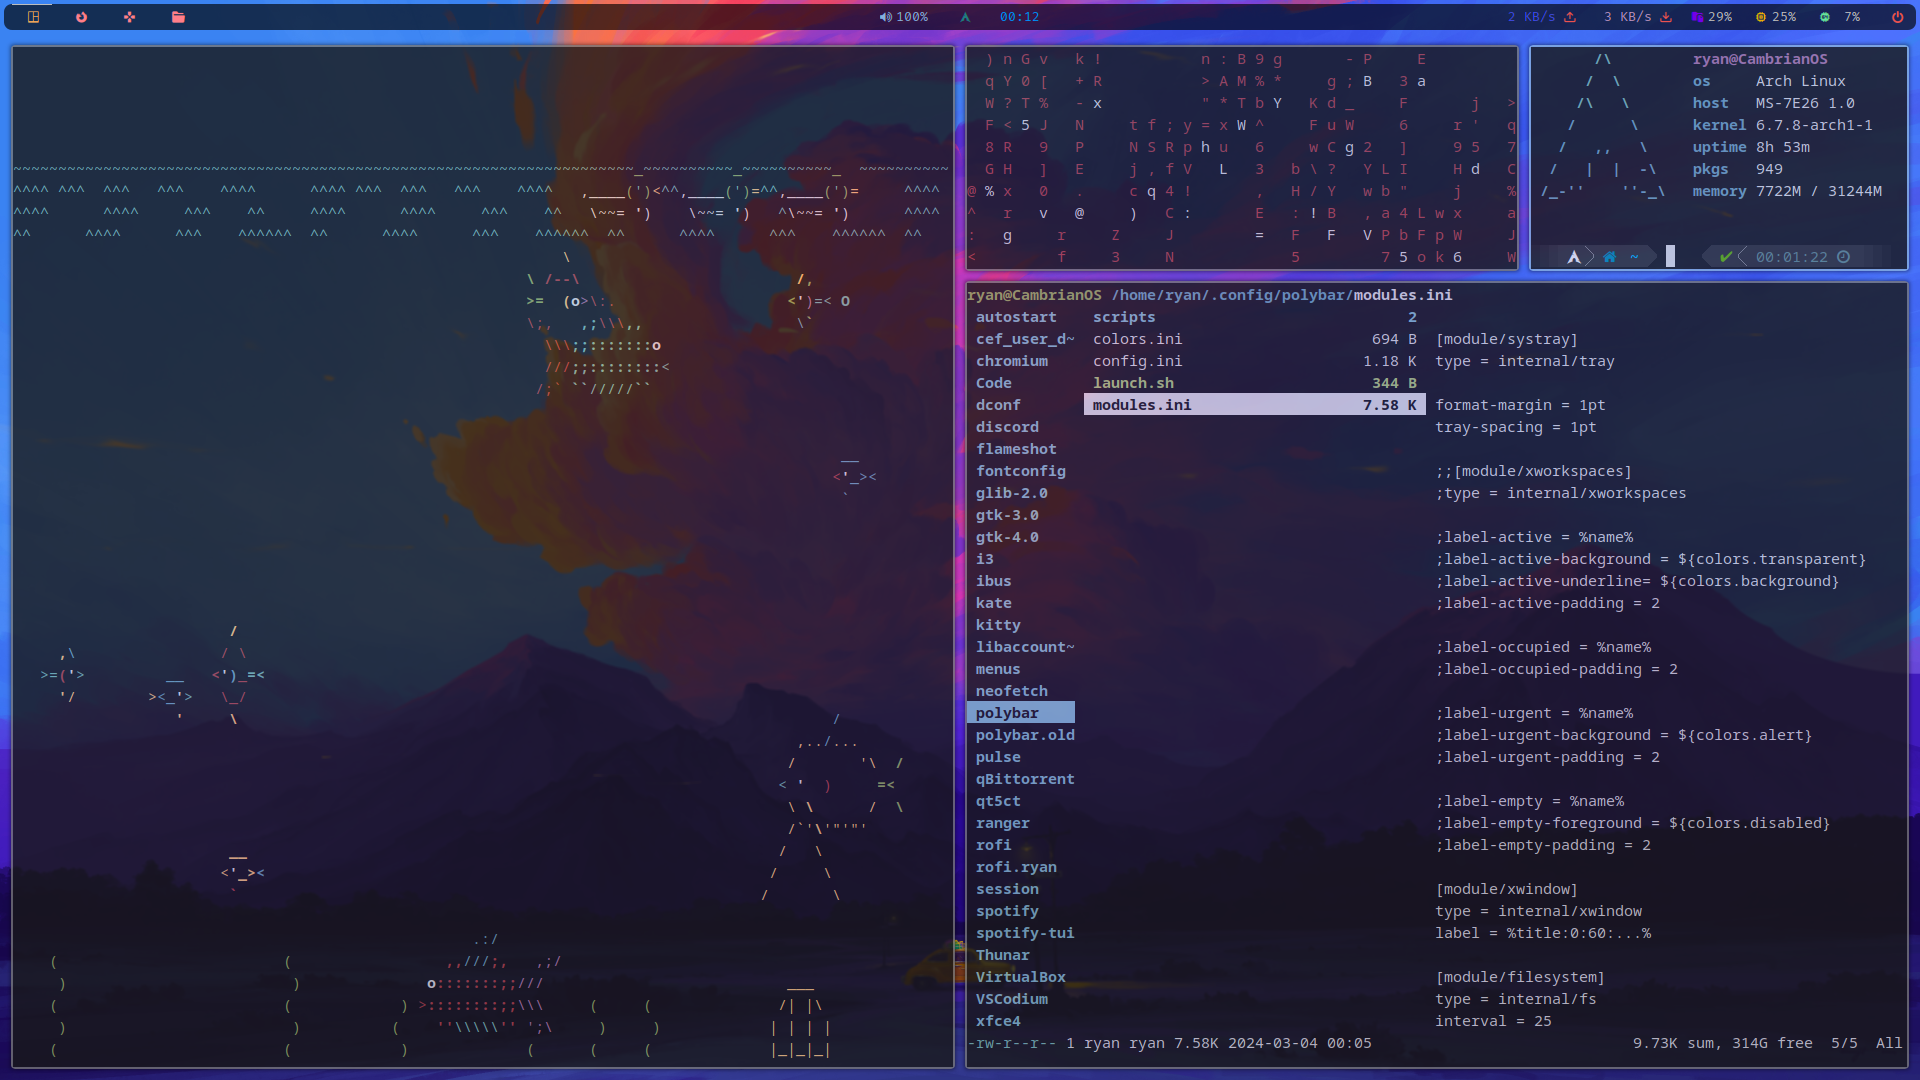 100%
00:12
2 KB/s
3 KB/s
29%
25%
7%
ryan@CambrianOS
os Arch Linux
host MS-7E26 1.0
kernel 6.7.8-arch1-1
uptime 8h 53m
pkgs 949
memory 7722M / 31244M
~
00:01:22
ryan@CambrianOS /home/ryan/.config/polybar/modules.ini
autostart
cef_user_d~
chromium
Code
dconf
discord
flameshot
fontconfig
glib-2.0
gtk-3.0
gtk-4.0
i3
ibus
kate
kitty
libaccount~
menus
neofetch
polybar
polybar.old
pulse
qBittorrent
qt5ct
ranger
rofi
rofi.ryan
session
spotify
spotify-tui
Thunar
VirtualBox
VSCodium
xfce4
scripts 2
colors.ini 694 B
config.ini 1.18 K
launch.sh 344 B
modules.ini 7.58 K
[module/systray]
type = internal/tray
format-margin = 1pt
tray-spacing = 1pt
;;[module/xworkspaces]
;type = internal/xworkspaces
;label-active = %name%
;label-active-background = ${colors.transparent}
;label-active-underline= ${colors.background}
;label-active-padding = 2
;label-occupied = %name%
;label-occupied-padding = 2
;label-urgent = %name%
;label-urgent-background = ${colors.alert}
;label-urgent-padding = 2
;label-empty = %name%
;label-empty-foreground = ${colors.disabled}
;label-empty-padding = 2
[module/xwindow]
type = internal/xwindow
label = %title:0:60:...%
[module/filesystem]
type = internal/fs
interval = 25
-rw-r--r-- 1 ryan ryan 7.58K 2024-03-04 00:05
9.73K sum, 314G free 5/5 All